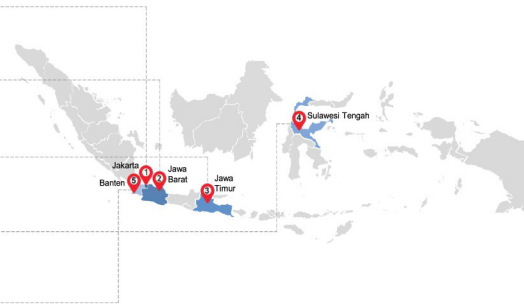 4 Sulawesi Tengah
Jakarta 1
Jawa
Barat
2
Banten 5
Jawa
Timur
3